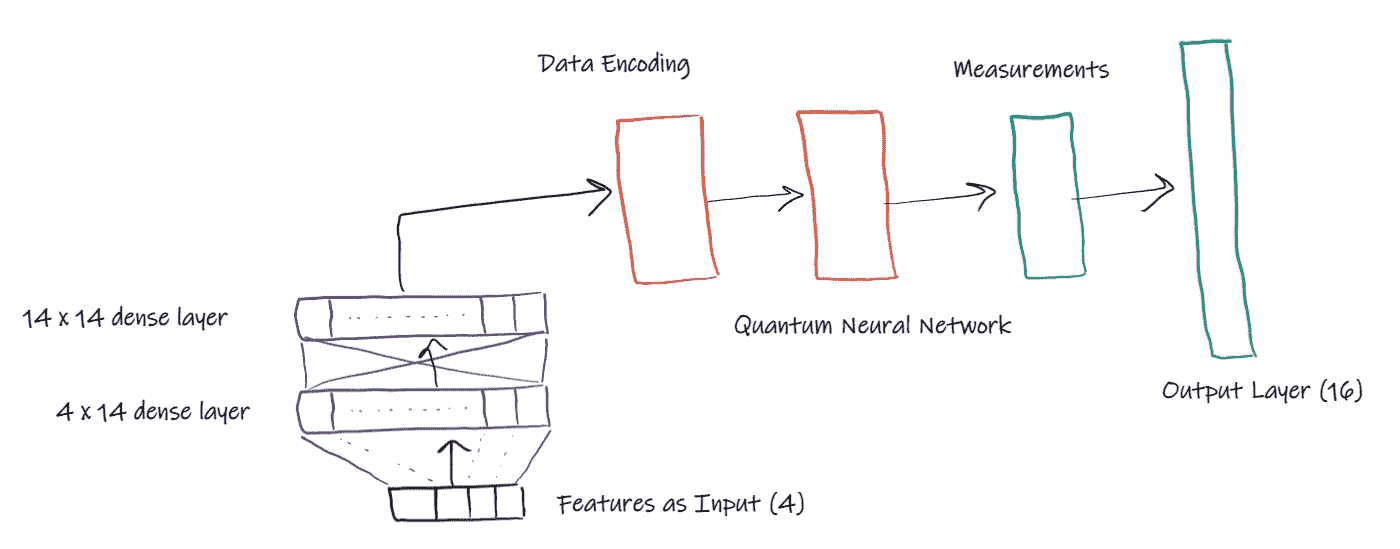 Data Encoding
Measurements
14 x 14 dense layer
Quantum Neural Network
4 x 14 dense layer
Output Layer (16)
Features as Input (4)